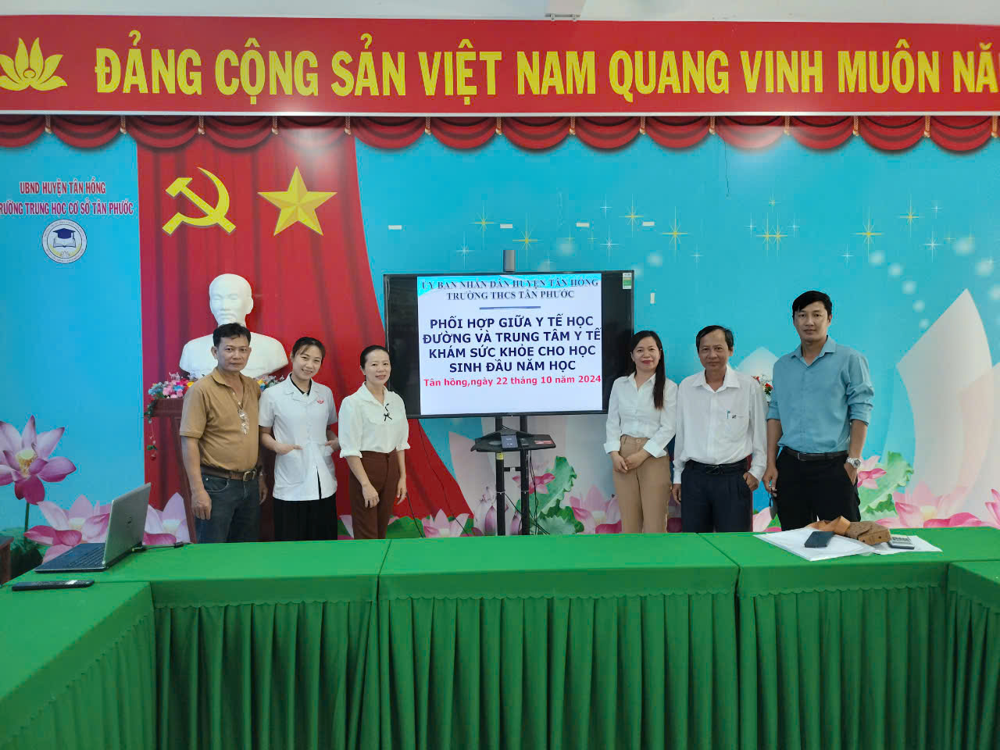 ĐẢNG CỘNG SẢN VIỆT NAM QUANG VINH MUÔN NĂ
UBND HUYỆN TÂN HỒNG
TRƯỜNG TRUNG HỌC CƠ SỞ TÂN PHƯỚC
ỦY BAN NHÂN DÂN HUYỆN TÂN HỒNG
TRƯỜNG THCS TÂN PHƯỚC
PHỐI HỢP GIỮA Y TẾ HỌC
ĐƯỜNG VÀ TRUNG TÂM Y TẾ
KHÁM SỨC KHỎE CHO HỌC
SINH ĐẦU NĂM HỌC
Tân hồng,ngày 22 tháng 10 năm 2024